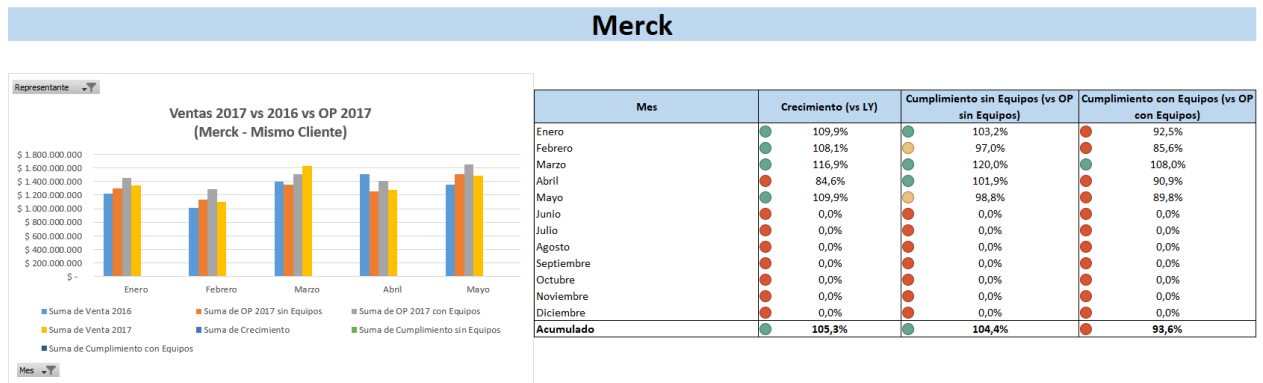 Merck
Representante
Ventas 2017 vs 2016 vs OP 2017
(Merck - Mismo Cliente)
$ 1.800.000.000
$ 1.600.000.000
$ 1.400.000.000
$ 1.200.000.000
$ 1.000.000.000
$ 800.000.000
$ 600.000.000
$ 400.000.000
$ 200.000.000
$ -
Enero Febrero Marzo Abril Mayo
Suma de Venta 2016 Suma de OP 2017 sin Equipos Suma de OP 2017 con Equipos
Suma de Venta 2017 Suma de Crecimiento Suma de Cumplimiento sin Equipos
Suma de Cumplimiento con Equipos
Mes
Mes Crecimiento (vs LY) Cumplimiento sin Equipos (vs OP sin Equipos) Cumplimiento con Equipos (vs OP con Equipos)
Enero 109,9% 103,2% 92,5%
Febrero 108,1% 97,0% 85,6%
Marzo 116,9% 120,0% 108,0%
Abril 84,6% 101,9% 90,9%
Mayo 109,9% 98,8% 89,8%
Junio 0,0% 0,0% 0,0%
Julio 0,0% 0,0% 0,0%
Agosto 0,0% 0,0% 0,0%
Septiembre 0,0% 0,0% 0,0%
Octubre 0,0% 0,0% 0,0%
Noviembre 0,0% 0,0% 0,0%
Diciembre 0,0% 0,0% 0,0%
Acumulado 105,3% 104,4% 93,6%